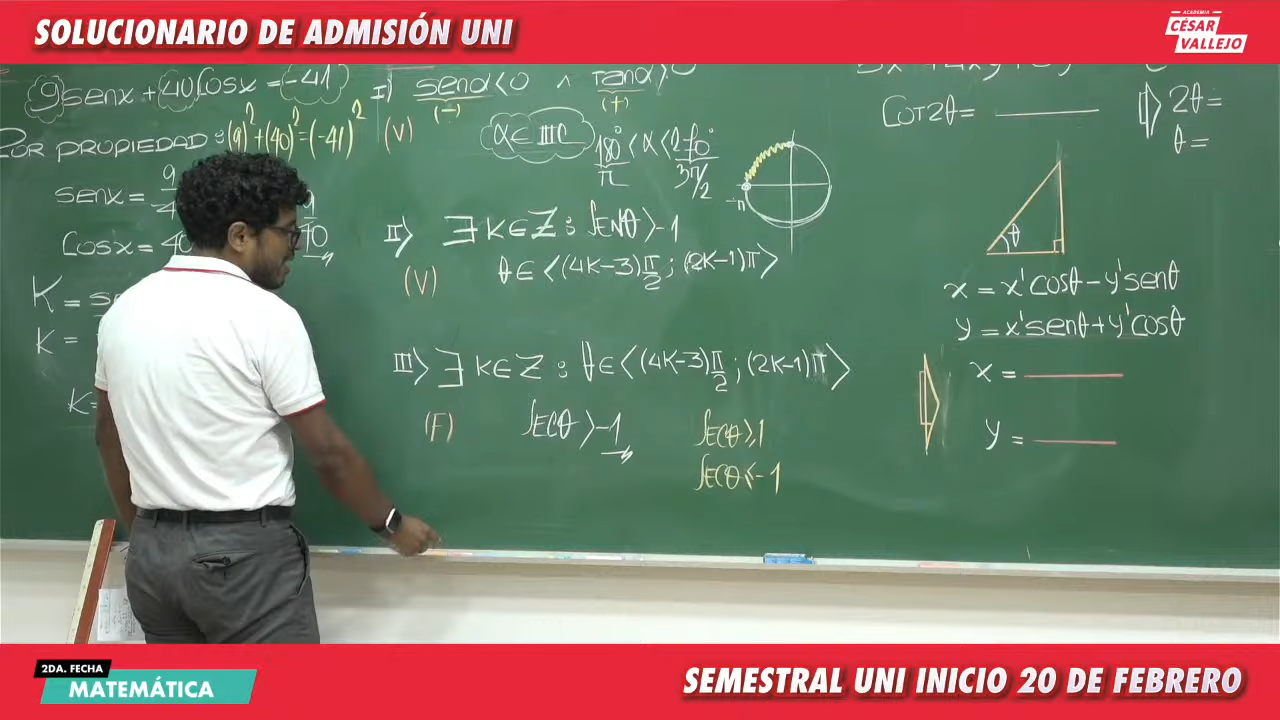 SOLUCIONARIO DE ADMISIÓN UNI
ACADEMIA
CÉSAR
VALLEJO
9senx + 40cosx = -41
POR PROPIEDAD: (9)² + (40)² = (-41)²
senx =
Cosx =
K =
K =
K =
I) senα<0 ∧ tanα>0
(-) (+)
(V)
α∈ IIIC
180° < α < 270°
π 3π/2
-π
II) ∃ K∈Z : SENθ>-1
θ∈<(4K-3)π/2 ; (2K-1)π>
(V)
III) ∃ K∈Z : θ∈<(4K-3)π/2 ; (2K-1)π>
(F) SECθ>-1
SECθ≥1
SECθ≤-1
COT2θ=
2θ=
θ=
θ
x = x'cosθ - y'senθ
y = x'senθ + y'cosθ
x =
y =
2DA. FECHA
MATEMÁTICA
SEMESTRAL UNI INICIO 20 DE FEBRERO